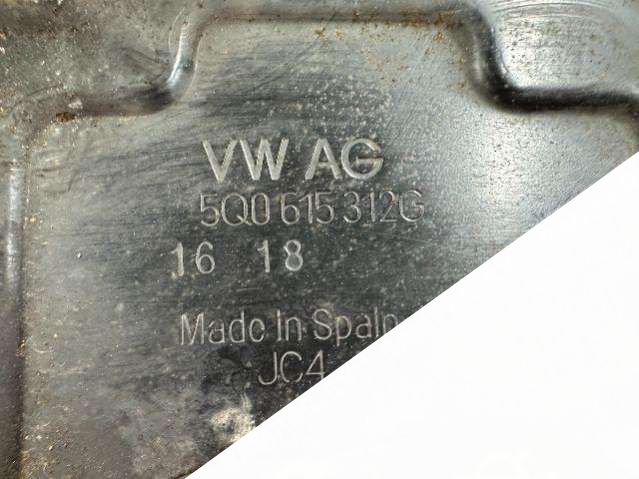 VW AG
5Q0 615 312G
16 18
Made In Spain
JC4